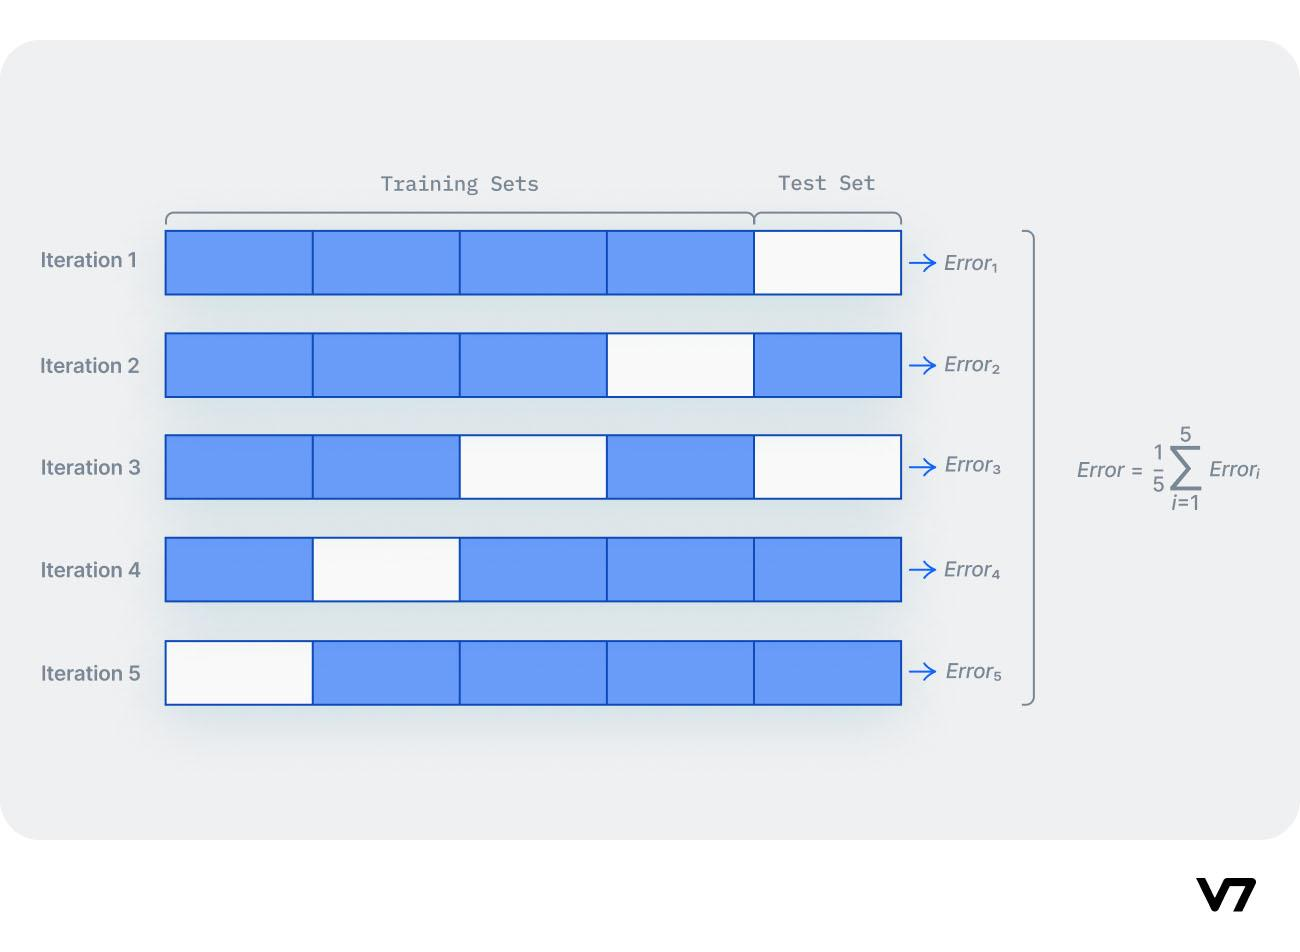 Training Sets
Test Set
Iteration 1
Error₁
Iteration 2
Error₂
Iteration 3
Error₃
Iteration 4
Error₄
Iteration 5
Error₅
Error = 1/5 ∑ i=1 5 Errorᵢ
V7